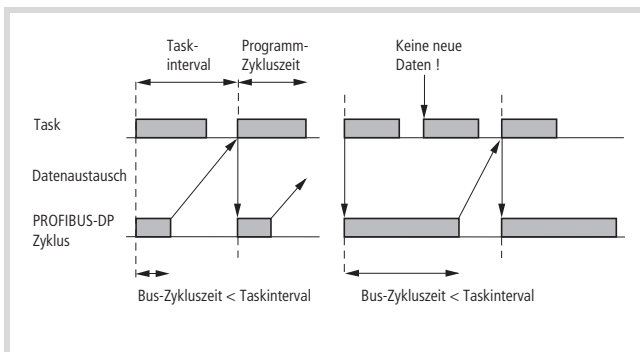 Task-
interval
Programm-
Zykluszeit
Keine neue
Daten !
Task
Datenaustausch
PROFIBUS-DP
Zyklus
Bus-Zykluszeit < Taskinterval
Bus-Zykluszeit < Taskinterval